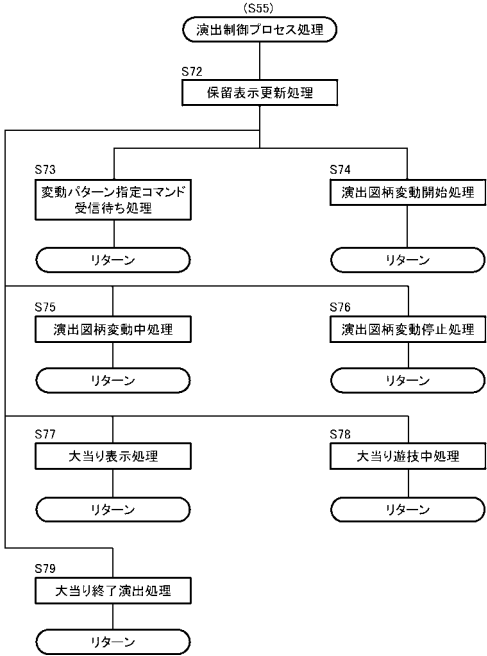 (S55)
演出制御プロセス処理
S72
保留表示更新処理
S73
変動パターン指定コマンド
受信待ち処理
リターン
S74
演出図柄変動開始処理
リターン
S75
演出図柄変動中処理
リターン
S76
演出図柄変動停止処理
リターン
S77
大当り表示処理
リターン
S78
大当り遊技中処理
リターン
S79
大当り終了演出処理
リターン